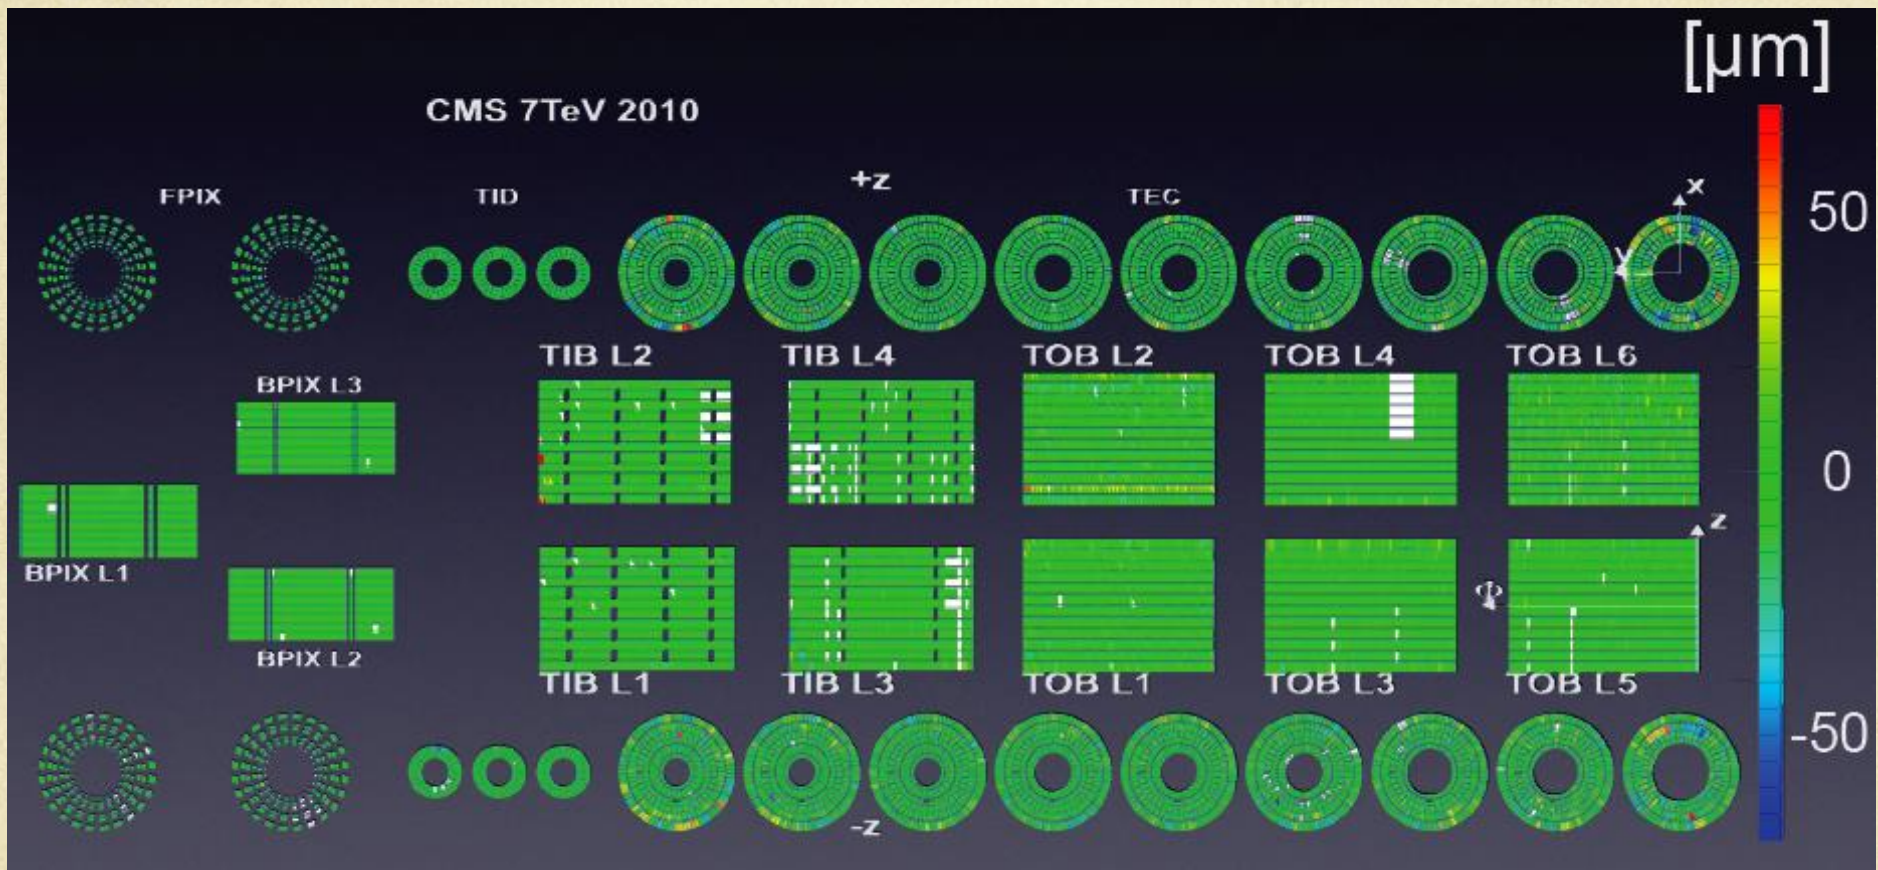 [μm]
CMS 7TeV 2010
+z
FPIX
TID
TEC
x
y
50
TIB L2
TIB L4
TOB L2
TOB L4
TOB L6
BPIX L3
0
z
BPIX L1
Φ
BPIX L2
TIB L1
TIB L3
TOB L1
TOB L3
TOB L5
-50
-z